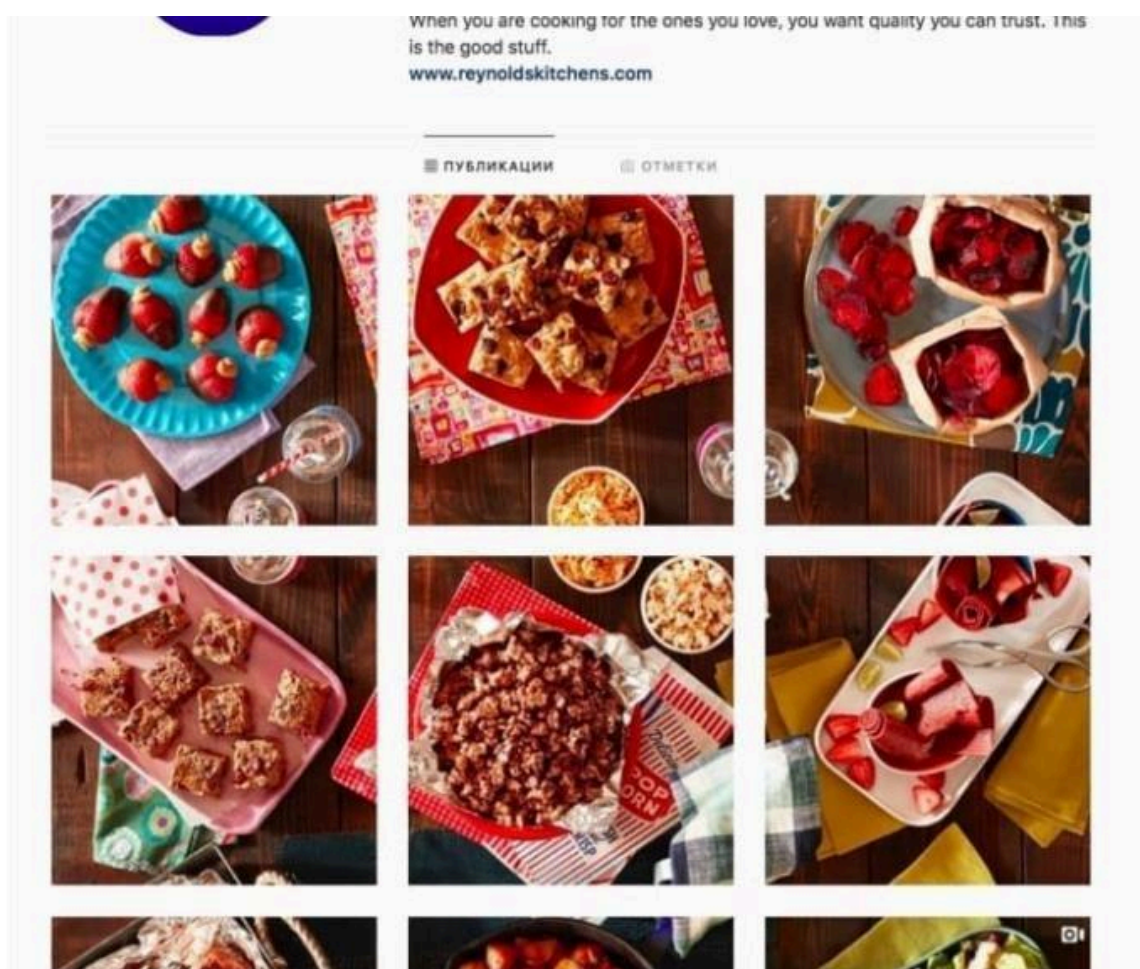 When you are cooking for the ones you love, you want quality you can trust. This
is the good stuff.
www.reynoldskitchens.com
ПУБЛИКАЦИИ
ОТМЕТКИ
POP
CORN
CRISP